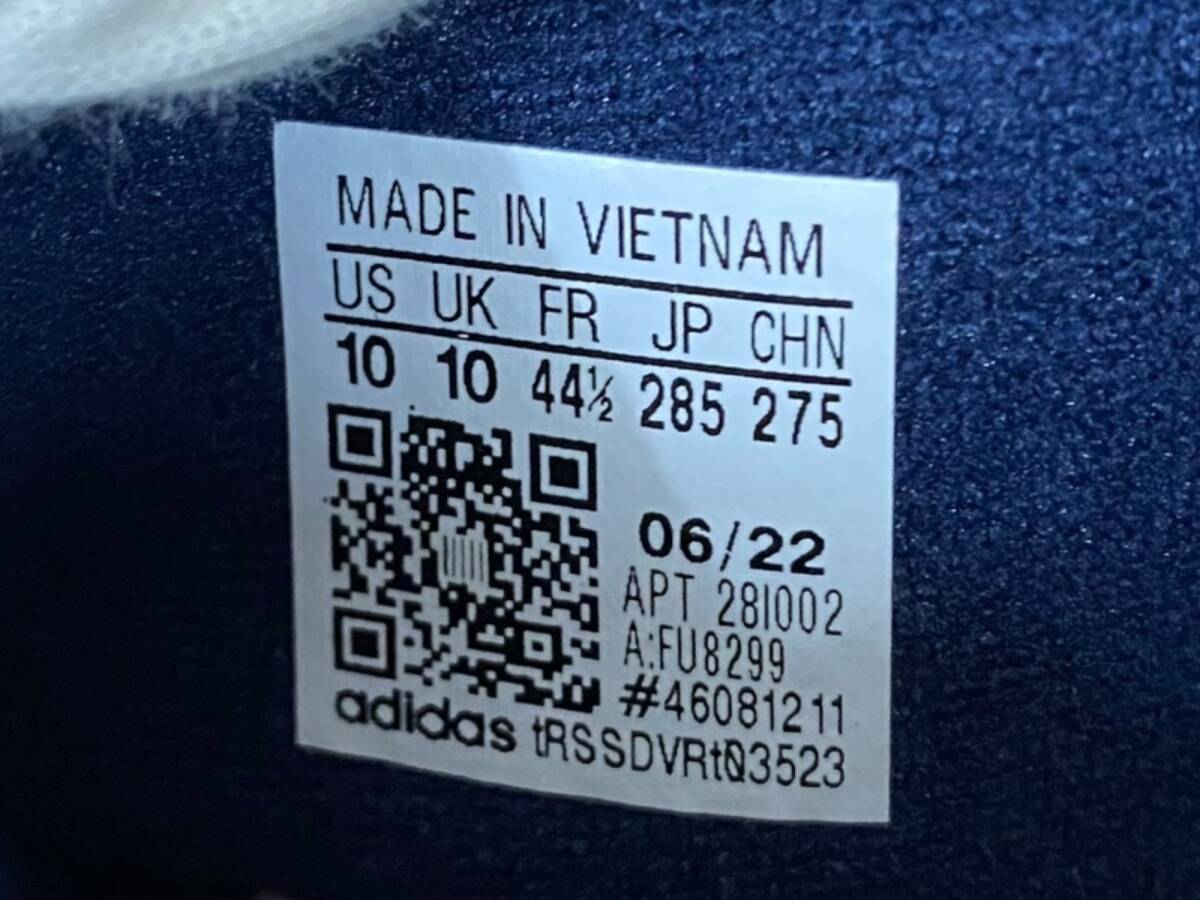 MADE IN VIETNAM
US UK FR JP CHN
10 10 44½ 285 275
06/22
APT 28I002
A:FU8299
#46081211
adidas tRSSDVRt03523